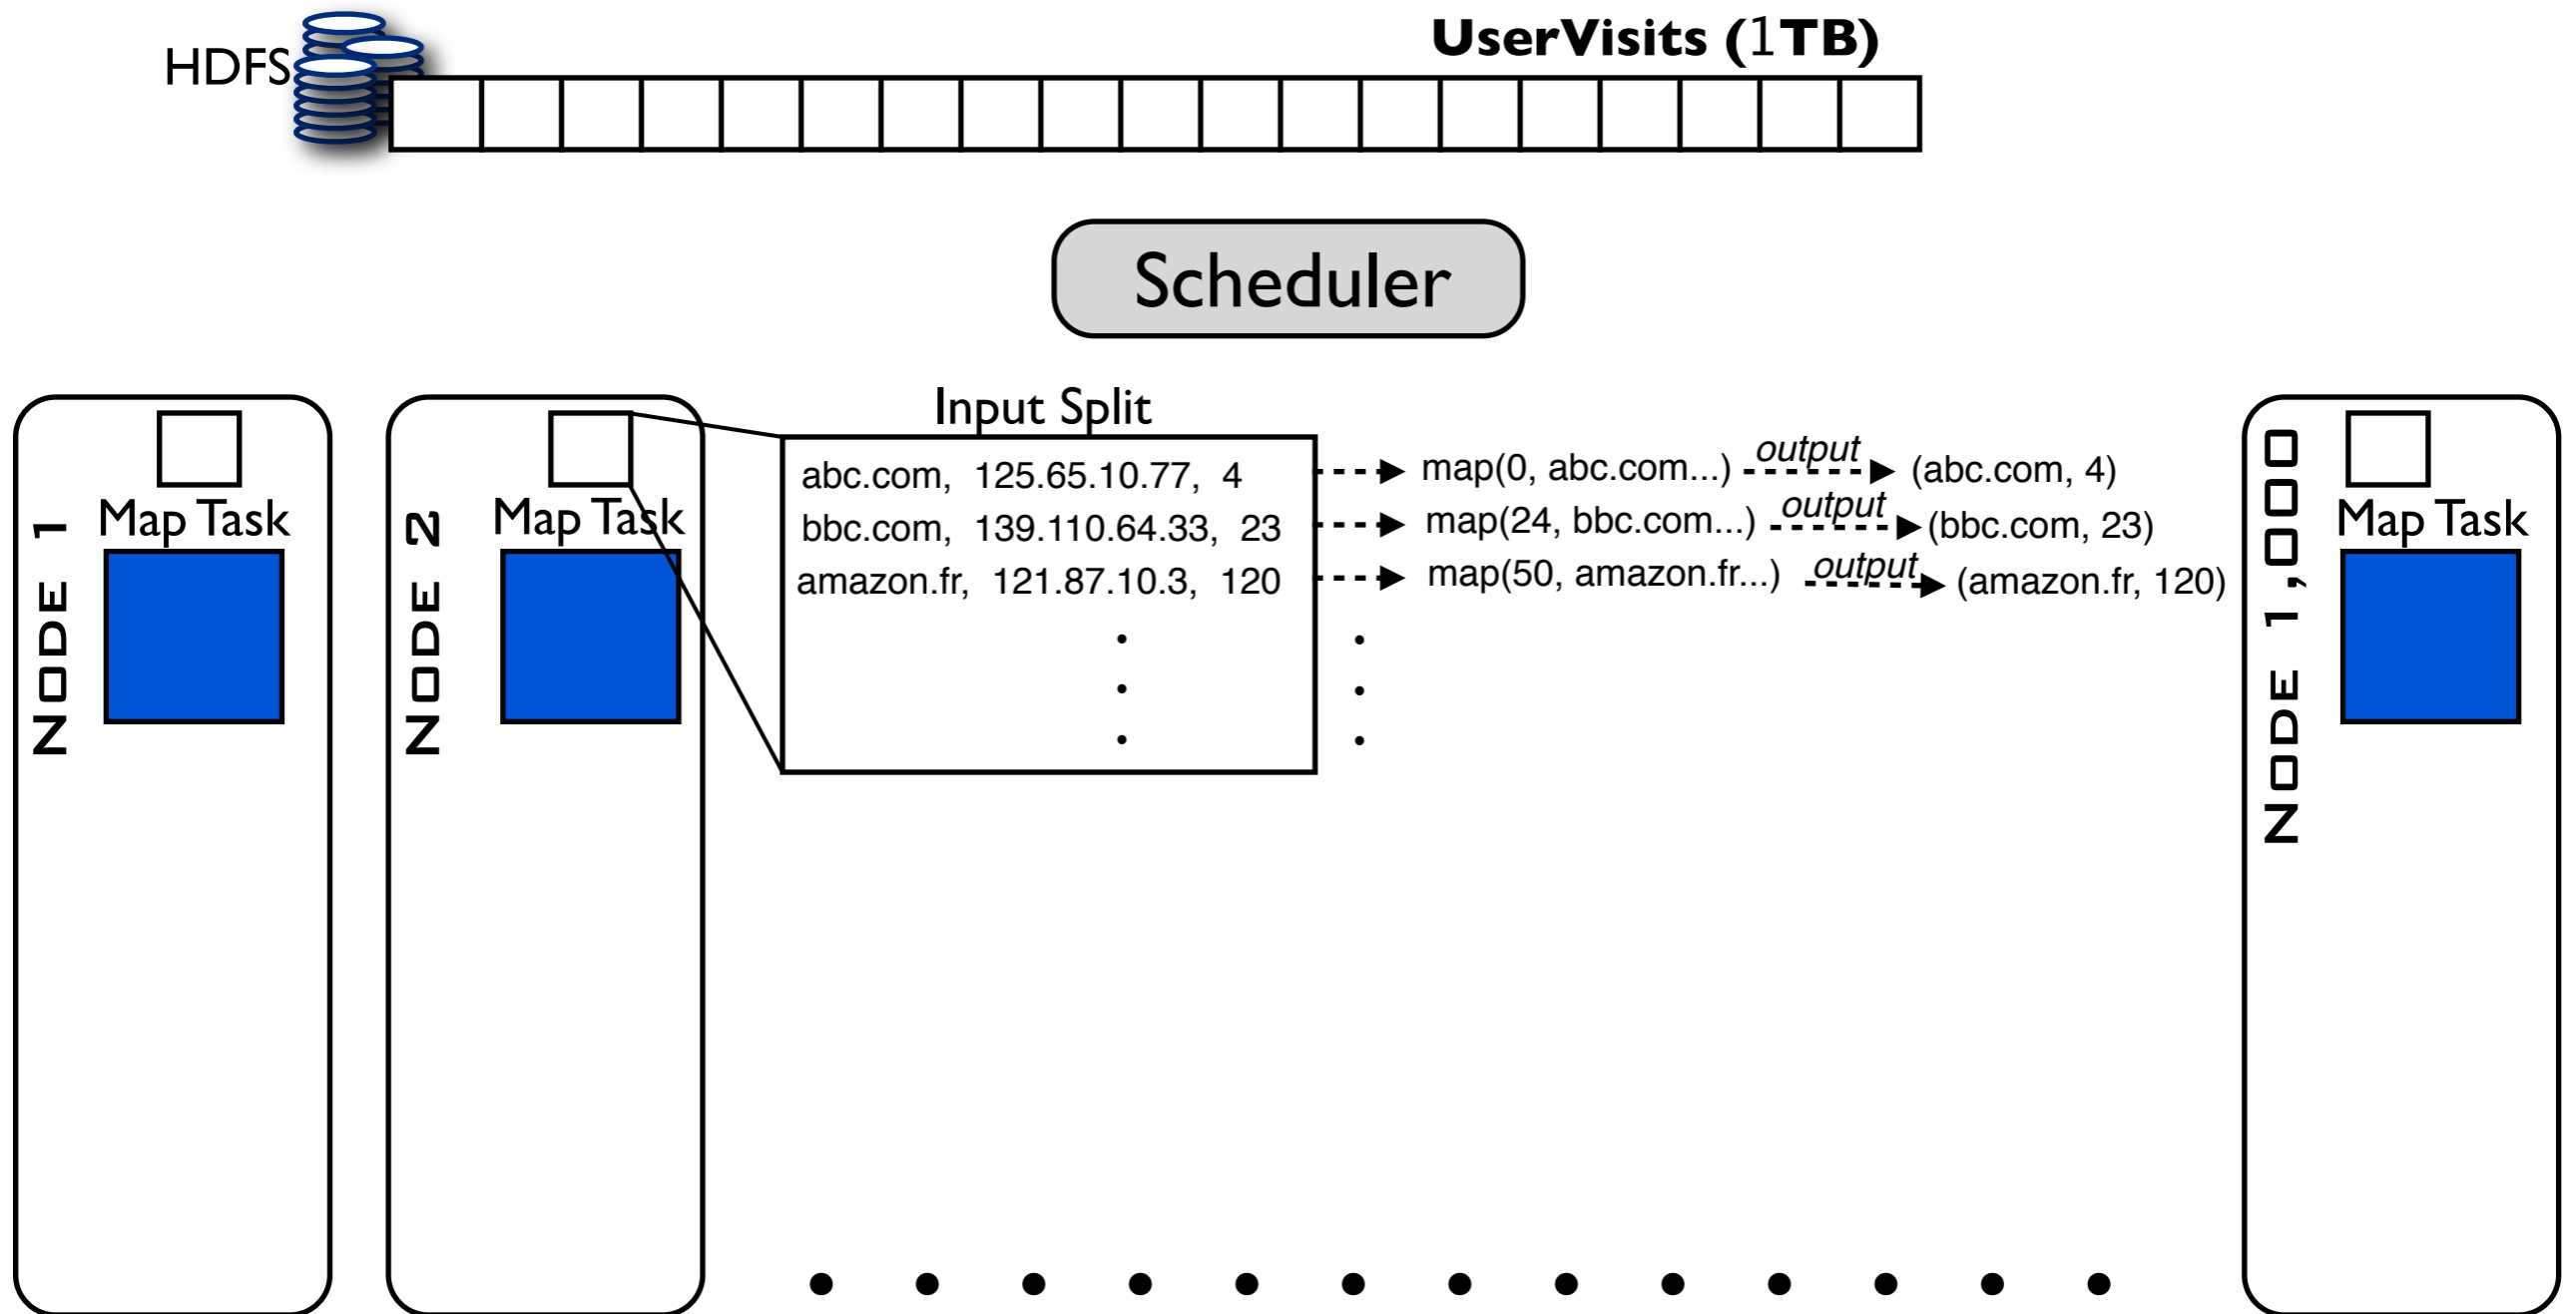 HDFS
UserVisits (1TB)
Scheduler
NODE 1
Map Task
NODE 2
Map Task
Input Split
abc.com, 125.65.10.77, 4
bbc.com, 139.110.64.33, 23
amazon.fr, 121.87.10.3, 120
map(0, abc.com...) output (abc.com, 4)
map(24, bbc.com...) output (bbc.com, 23)
map(50, amazon.fr...) output (amazon.fr, 120)
NODE 1,000
Map Task